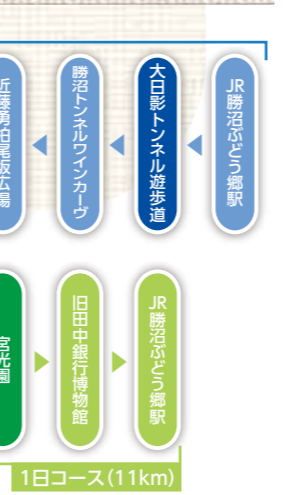 JR勝沼ぶどう郷駅
大日影トンネル遊歩道
勝沼トンネルワインカーヴ
近藤勇柏尾坂広場
宮光園
旧田中銀行博物館
JR勝沼ぶどう郷駅
1日コース(11km)